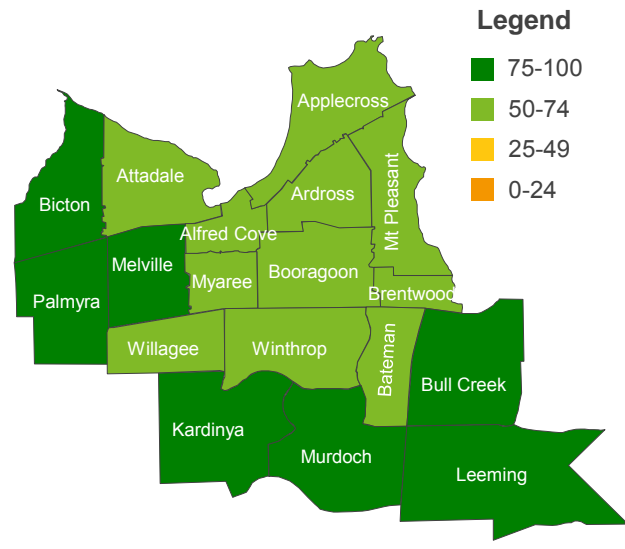 Legend
75-100
50-74
25-49
0-24
Applecross
Attadale
Ardross
Mt Pleasant
Bicton
Alfred Cove
Melville
Myaree
Booragoon
Brentwood
Palmyra
Willagee
Winthrop
Bateman
Bull Creek
Kardinya
Murdoch
Leeming